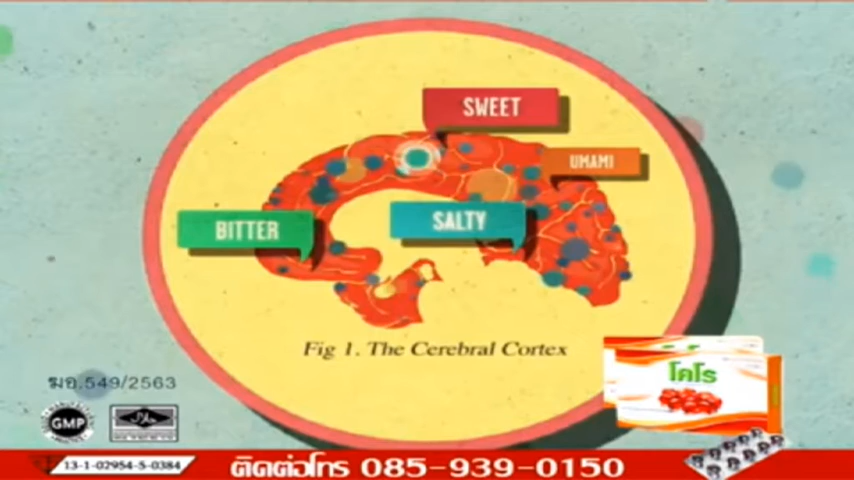 SWEET
UMAMI
BITTER
SALTY
Fig 1. The Cerebral Cortex
โคโร
ฆอ.549/2563
GMP
13-1-02954-5-0384
ติดต่อโทร 085-939-0150